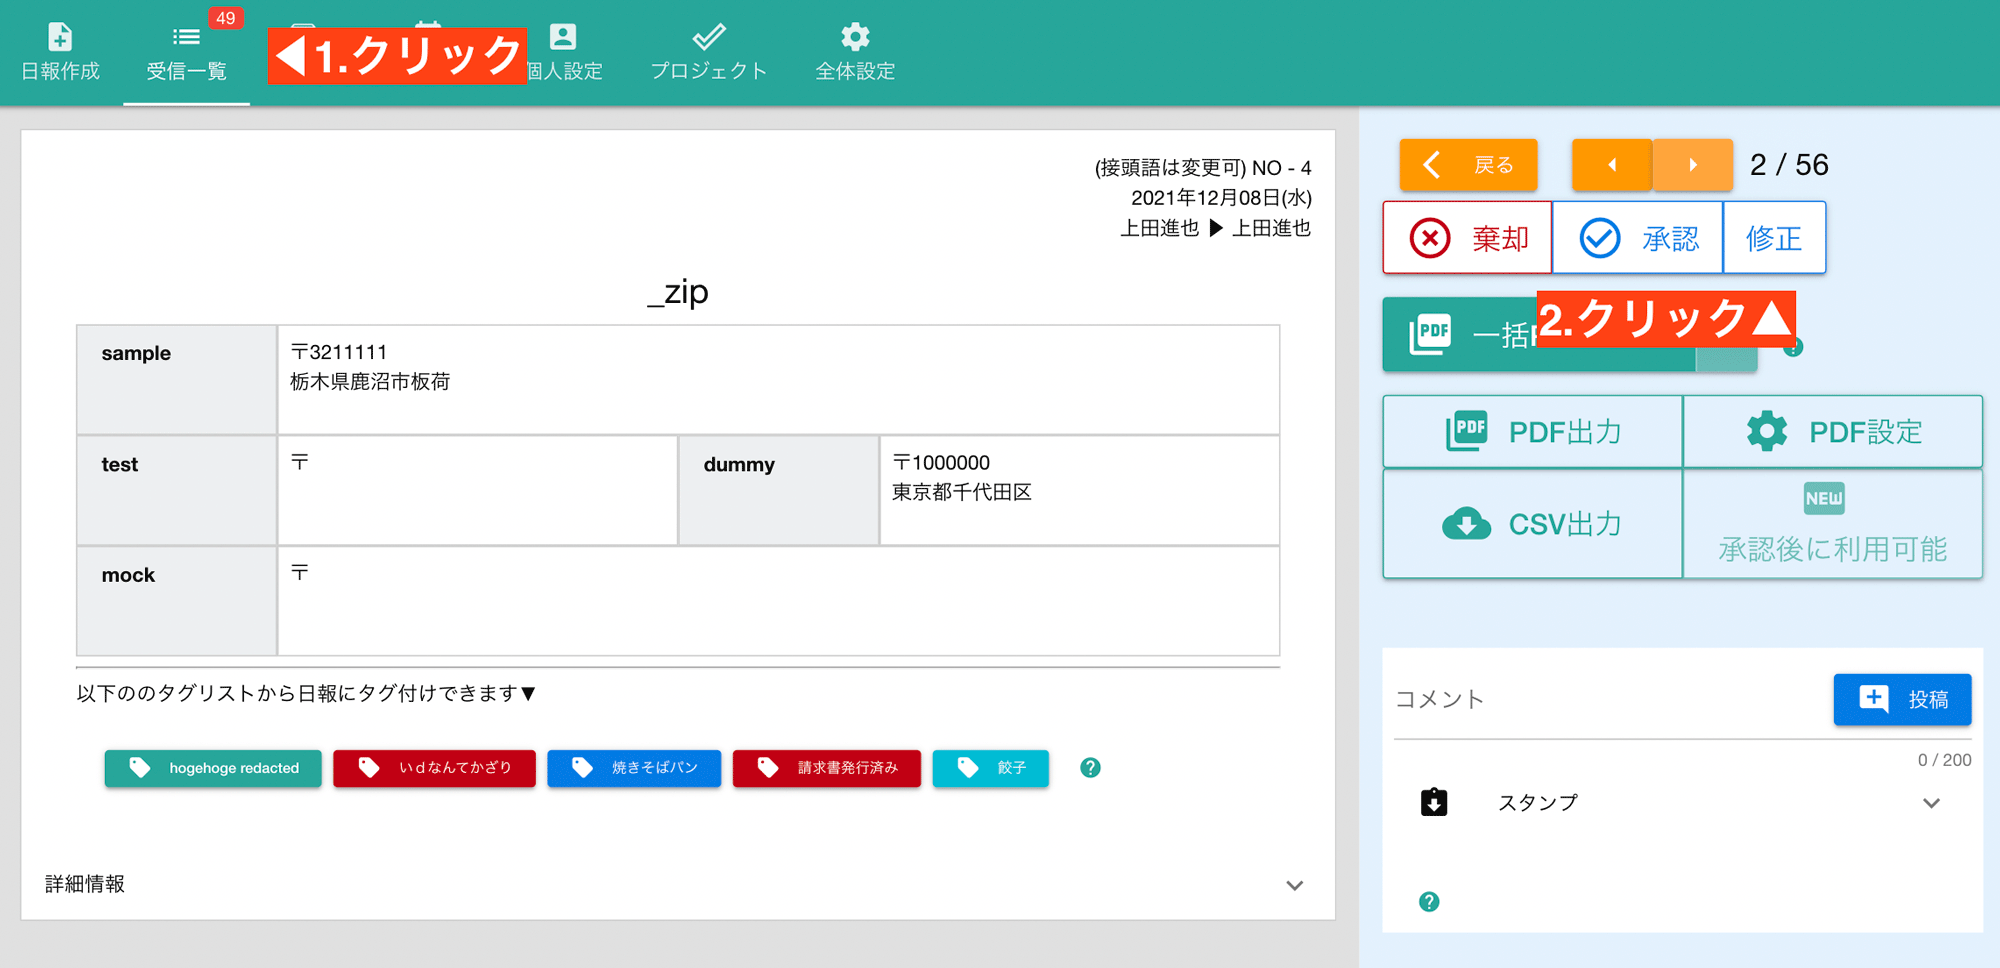 49
日報作成
受信一覧
◀1.クリック
個人設定
プロジェクト
全体設定
(接頭語は変更可) NO - 4
2021年12月08日(水)
上田進也 ▶ 上田進也
_zip
sample
〒3211111
栃木県鹿沼市板荷
test
〒
dummy
〒1000000
東京都千代田区
mock
〒
以下ののタグリストから日報にタグ付けできます▼
hogehoge redacted
いdなんてかざり
焼きそばパン
請求書発行済み
餃子
?
詳細情報
戻る
2 / 56
棄却
承認
修正
2.クリック▲
PDF
一括
?
PDF
PDF出力
PDF設定
CSV出力
NEW
承認後に利用可能
コメント
投稿
0 / 200
スタンプ
?